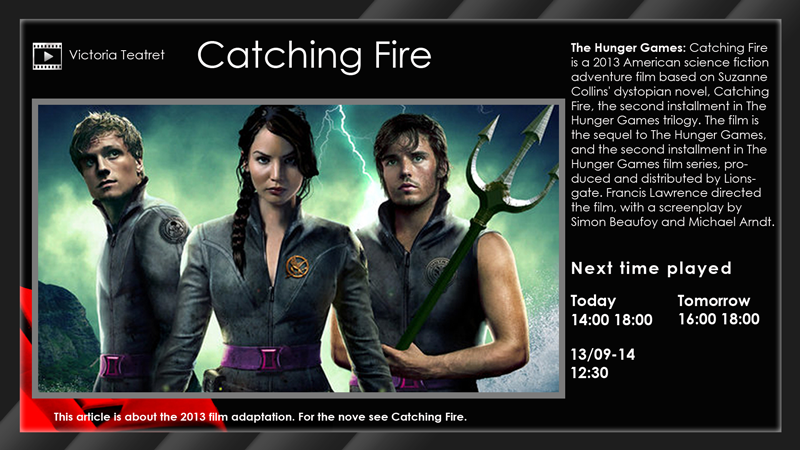 Victoria Teatret
Catching Fire
The Hunger Games: Catching Fire
is a 2013 American science fiction
adventure film based on Suzanne
Collins' dystopian novel, Catching
Fire, the second installment in The
Hunger Games trilogy. The film is
the sequel to The Hunger Games,
and the second installment in The
Hunger Games film series, pro-
duced and distributed by Lions-
gate. Francis Lawrence directed
the film, with a screenplay by
Simon Beaufoy and Michael Arndt.
Next time played
Today
14:00 18:00
Tomorrow
16:00 18:00
13/09-14
12:30
This article is about the 2013 film adaptation. For the nove see Catching Fire.